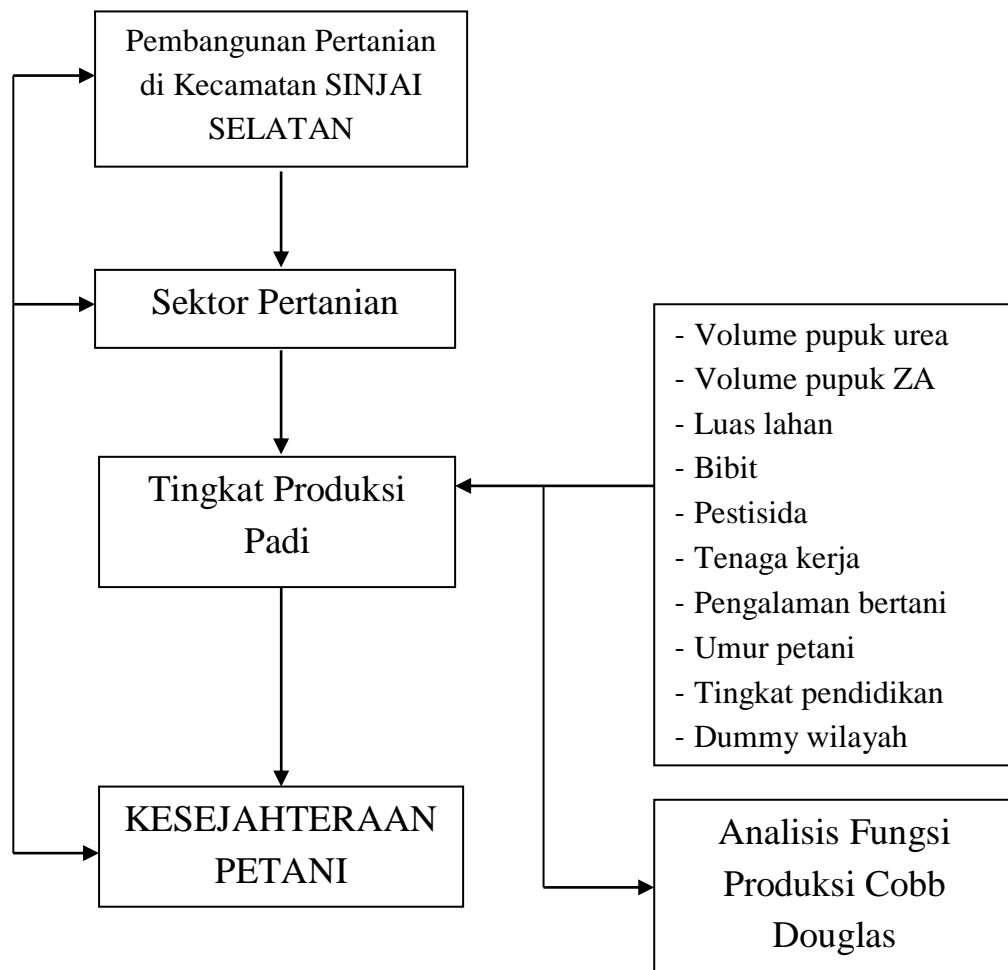 Pembangunan Pertanian
di Kecamatan SINJAI
SELATAN
Sektor Pertanian
Tingkat Produksi
Padi
KESEJAHTERAAN
PETANI
- Volume pupuk urea
- Volume pupuk ZA
- Luas lahan
- Bibit
- Pestisida
- Tenaga kerja
- Pengalaman bertani
- Umur petani
- Tingkat pendidikan
- Dummy wilayah
Analisis Fungsi
Produksi Cobb
Douglas